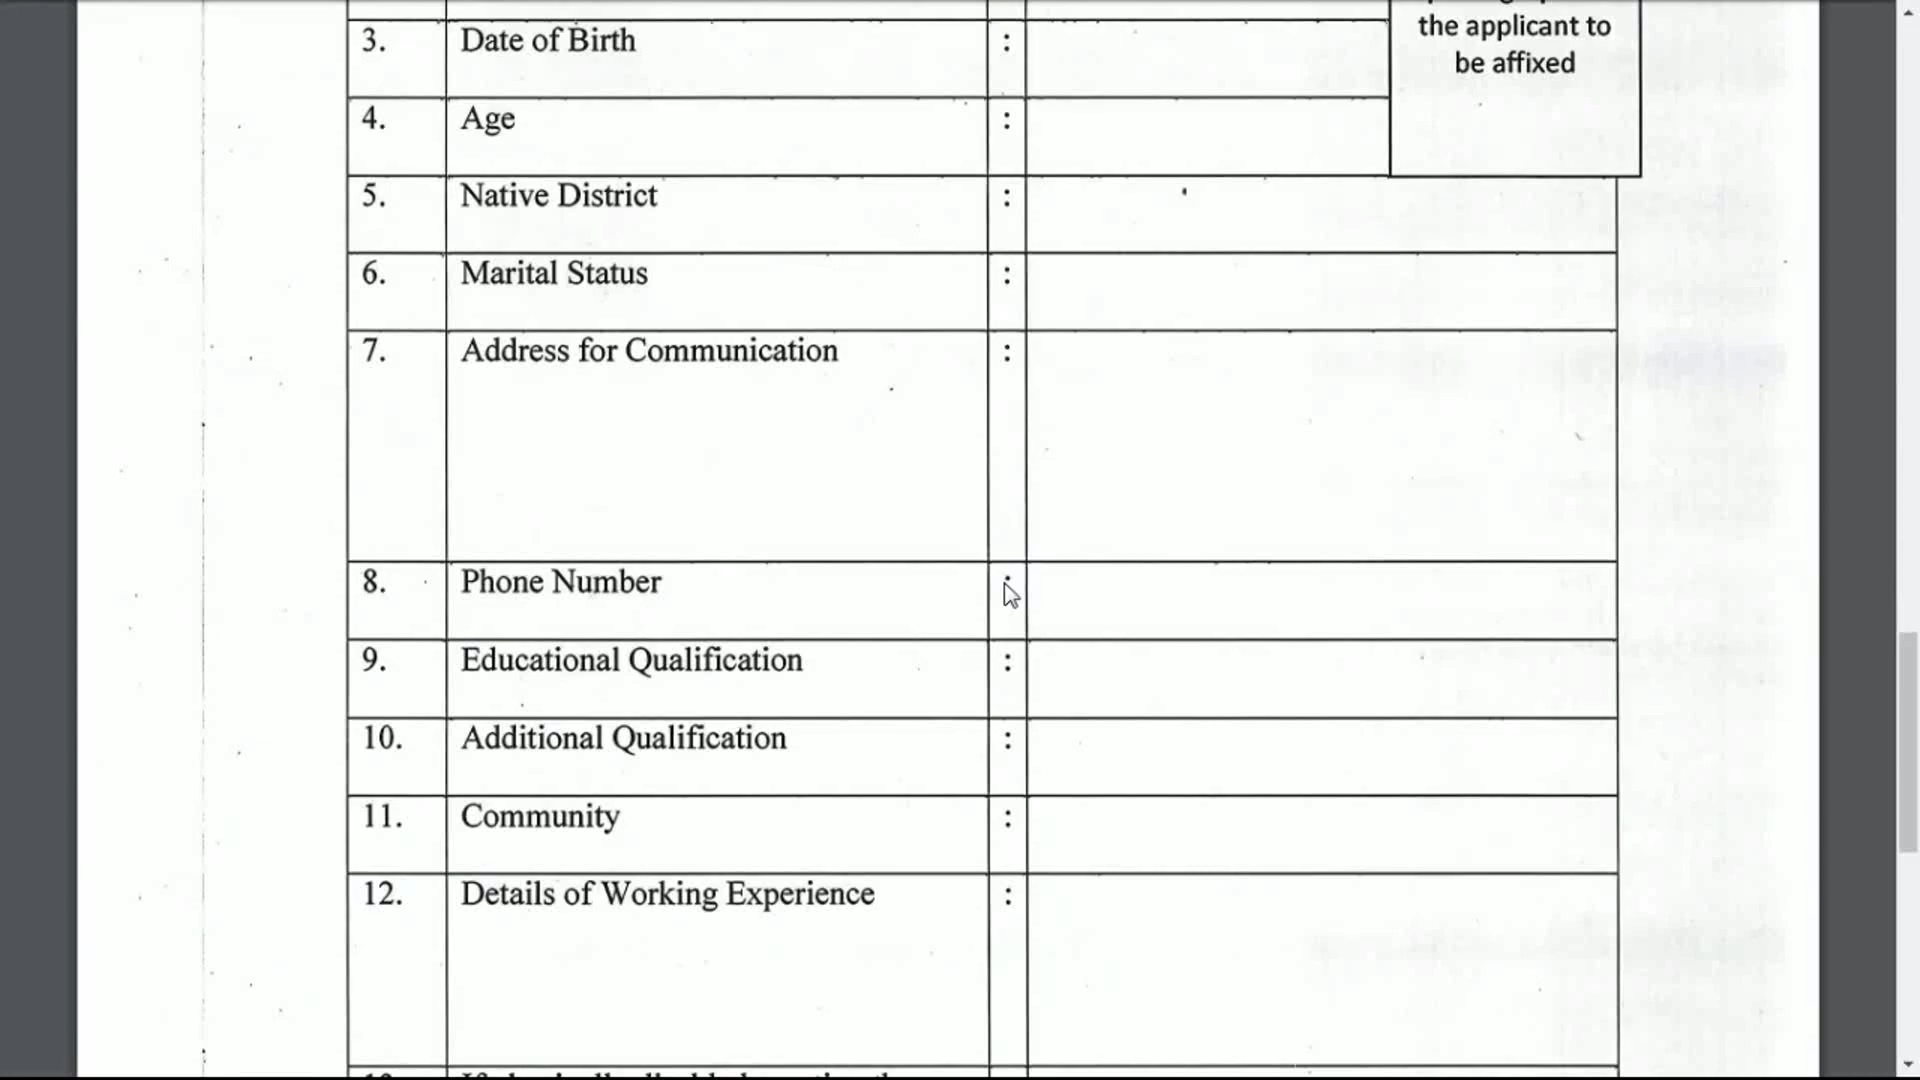 the applicant to
be affixed
3. Date of Birth :
4. Age :
5. Native District :
6. Marital Status :
7. Address for Communication :
8. Phone Number :
9. Educational Qualification :
10. Additional Qualification :
11. Community :
12. Details of Working Experience :